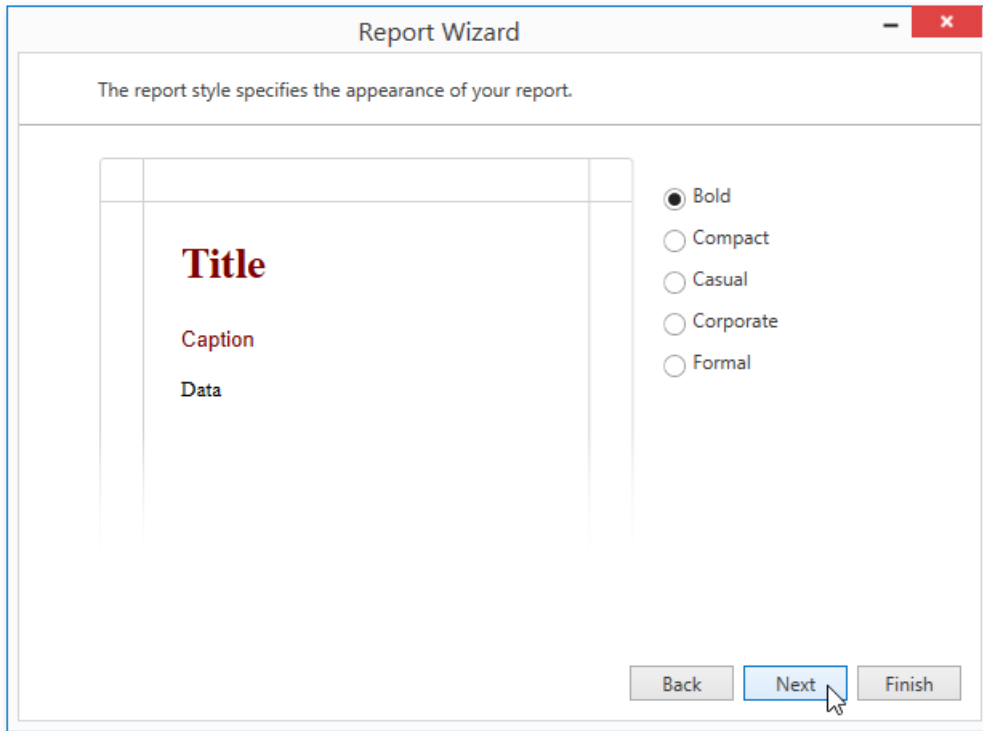 Report Wizard
The report style specifies the appearance of your report.
Title
Caption
Data
Bold
Compact
Casual
Corporate
Formal
Back Next Finish